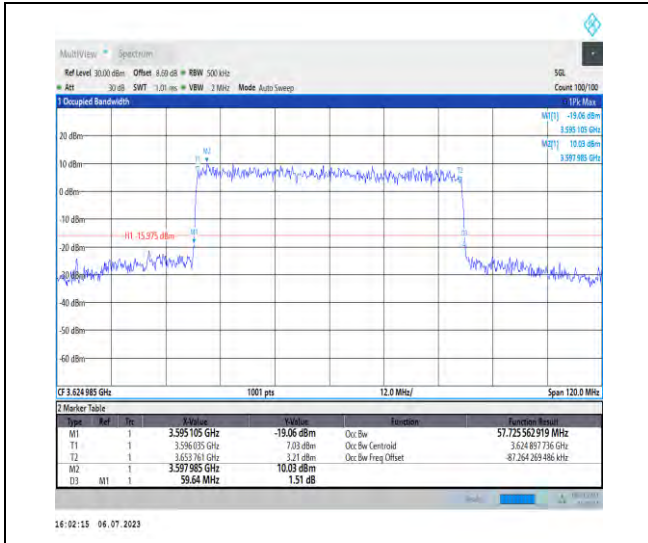 MultiView Spectrum
Ref Level 30.00 dBm Offset 8.69 dB RBW 500 kHz SGL
Att 30 dB SWT 1.01 ms VBW 2 MHz Mode Auto Sweep Count 100/100
1 Occupied Bandwidth 1Pk Max
M1[1] -19.06 dBm
3.595 105 GHz
M2[1] 10.03 dBm
3.597 985 GHz
20 dBm
M2
T1 T2
10 dBm
0 dBm
-10 dBm
H1 -15.975 dBm M1
-20 dBm
-30 dBm
-40 dBm
-50 dBm
-60 dBm
CF 3.624 985 GHz 1001 pts 12.0 MHz/ Span 120.0 MHz
2 Marker Table
Type Ref Trc X-Value Y-Value Function Function Result
M1 1 3.595 105 GHz -19.06 dBm Occ Bw 57.725 562 919 MHz
T1 1 3.596 035 GHz 7.03 dBm Occ Bw Centroid 3.624 897 736 GHz
T2 1 3.653 761 GHz 3.21 dBm Occ Bw Freq Offset -87.264 269 486 kHz
M2 1 3.597 985 GHz 10.03 dBm
D3 M1 1 59.64 MHz 1.51 dB
16:02:15 06.07.2023